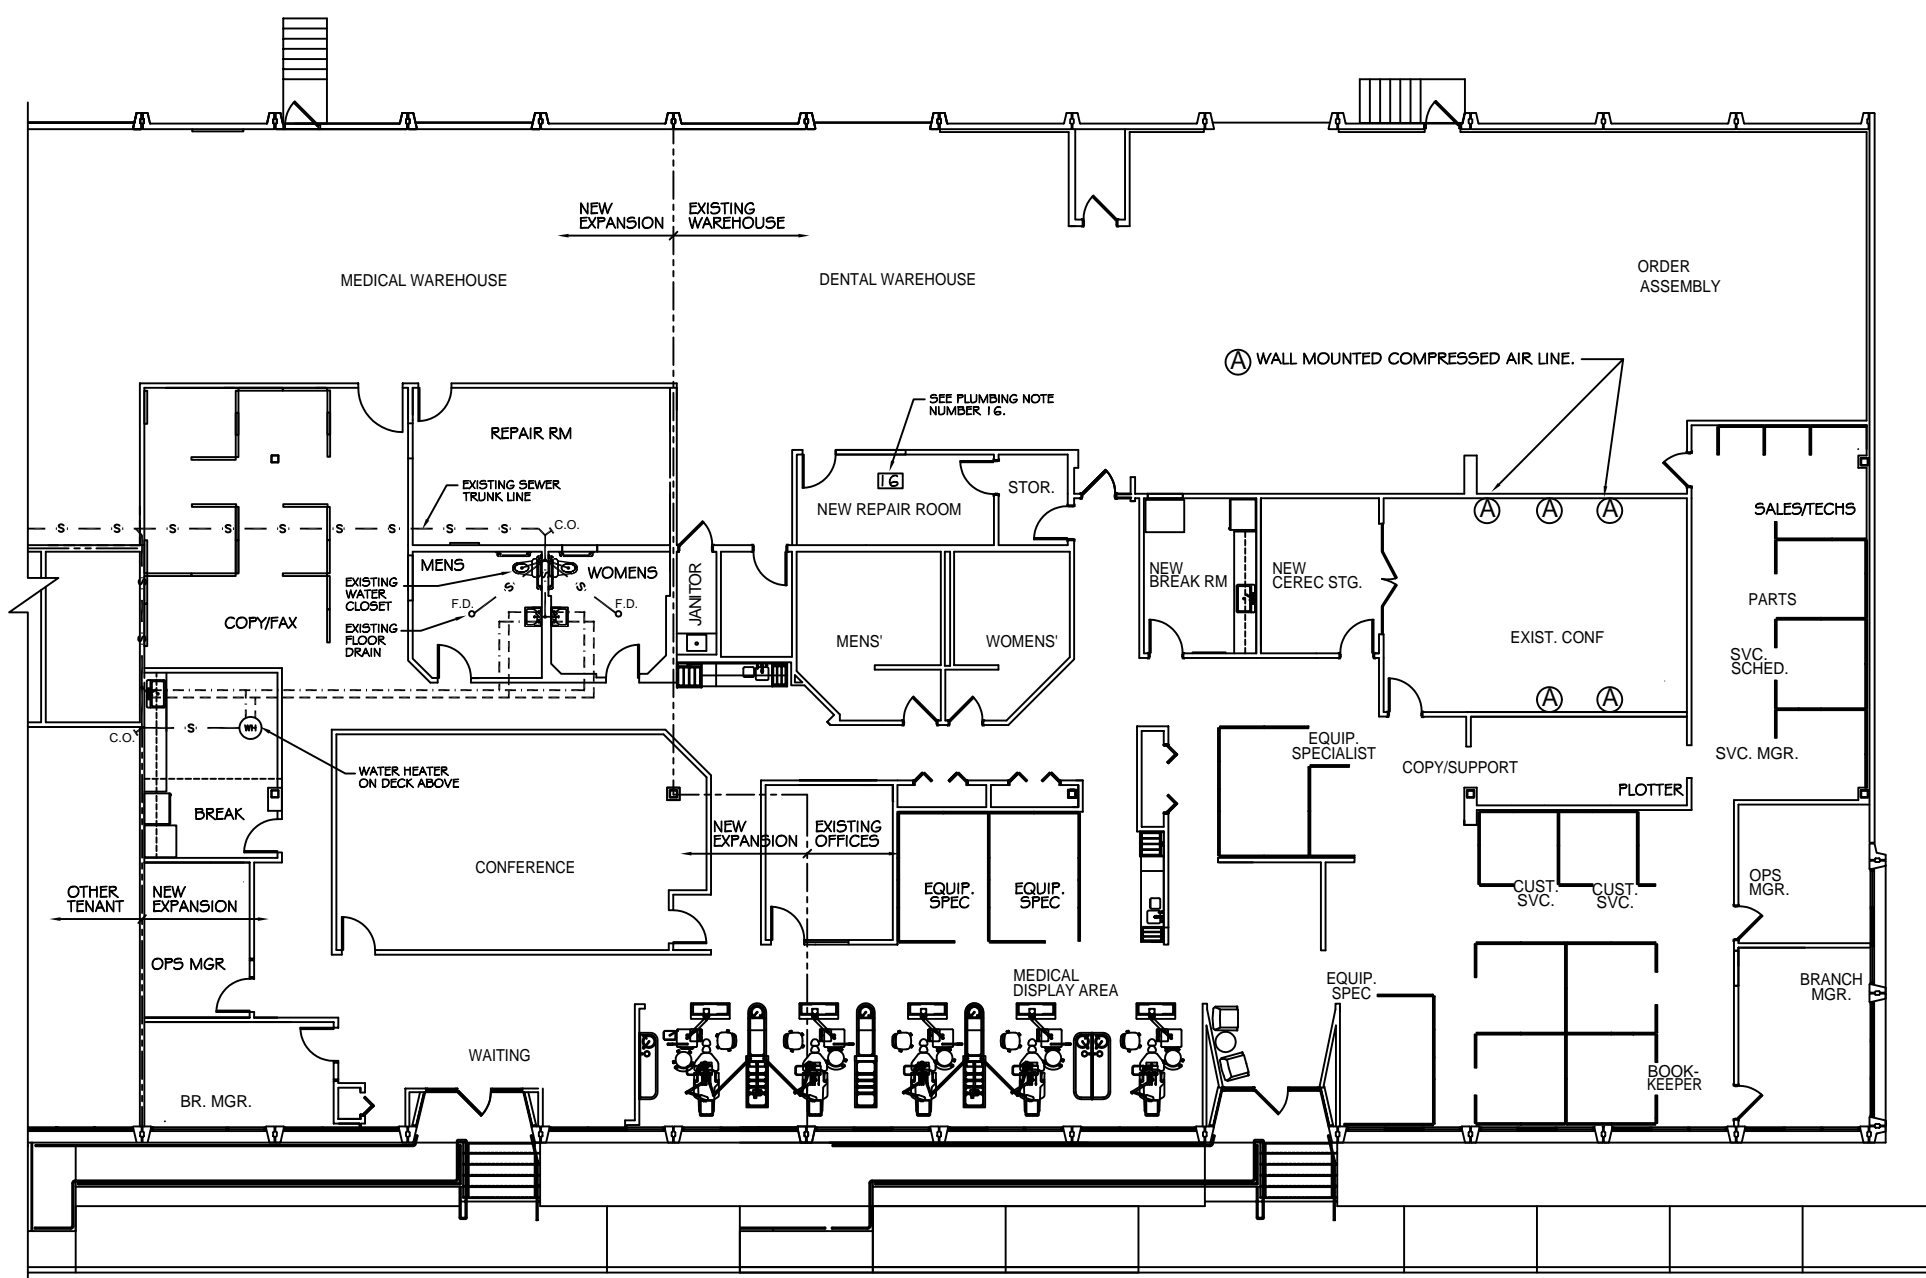 NEW
EXPANSION
EXISTING
WAREHOUSE
MEDICAL WAREHOUSE
DENTAL WAREHOUSE
ORDER
ASSEMBLY
A WALL MOUNTED COMPRESSED AIR LINE.
SEE PLUMBING NOTE
NUMBER 16.
REPAIR RM
EXISTING SEWER
TRUNK LINE
16
NEW REPAIR ROOM
STOR.
A
A
A
SALES/TECHS
S
S
S
S
S
S
S
S
S
C.O.
MENS
WOMENS
EXISTING
WATER
CLOSET
S
S
F.D.
F.D.
EXISTING
FLOOR
DRAIN
JANITOR
COPY/FAX
S
S
MENS'
WOMENS'
NEW
BREAK RM
NEW
CEREC STG.
EXIST. CONF
PARTS
SVC.
SCHED.
A
A
C.O.
S
WH
WATER HEATER
ON DECK ABOVE
BREAK
EQUIP.
SPECIALIST
COPY/SUPPORT
SVC. MGR.
PLOTTER
NEW
EXPANSION
EXISTING
OFFICES
CONFERENCE
EQUIP.
SPEC
EQUIP.
SPEC
CUST.
SVC.
CUST.
SVC.
OPS
MGR.
OTHER
TENANT
NEW
EXPANSION
OPS MGR
MEDICAL
DISPLAY AREA
EQUIP.
SPEC
BRANCH
MGR.
WAITING
BOOK-
KEEPER
BR. MGR.